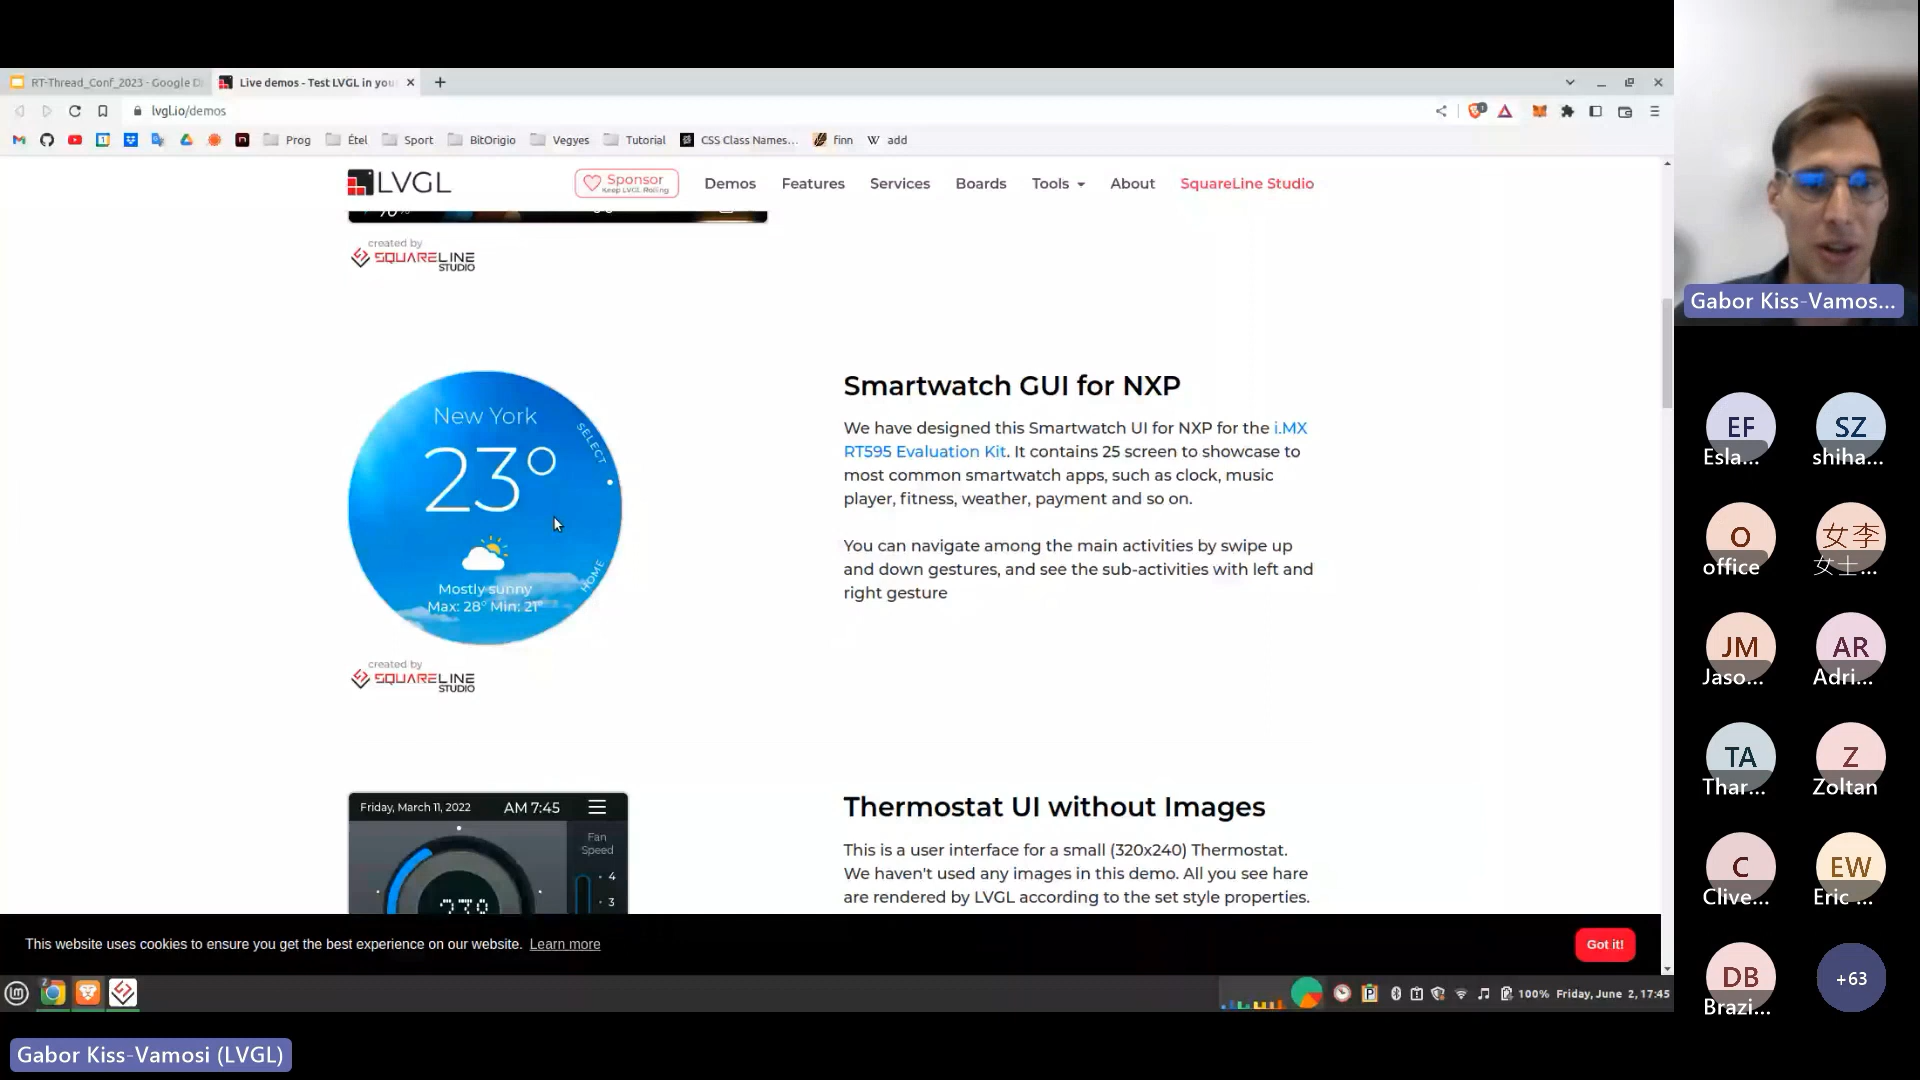 RT-Thread_Conf_2023 - Google D
Live demos - Test LVGL in you
lvgl.io/demos
Prog
Étel
Sport
BitOrigio
Vegyes
Tutorial
CSS Class Names...
finn
W add
LVGL
Sponsor
Keep LVGL Rolling
Demos
Features
Services
Boards
Tools
About
SquareLine Studio
created by
SQUARELINE
STUDIO
New York
23°
SELECT
HOME
Mostly sunny
Max: 28° Min: 21°
created by
SQUARELINE
STUDIO
Smartwatch GUI for NXP
We have designed this Smartwatch UI for NXP for the i.MX
RT595 Evaluation Kit. It contains 25 screen to showcase to
most common smartwatch apps, such as clock, music
player, fitness, weather, payment and so on.
You can navigate among the main activities by swipe up
and down gestures, and see the sub-activities with left and
right gesture
Friday, March 11, 2022
AM 7:45
Fan
Speed
4
3
Thermostat UI without Images
This is a user interface for a small (320x240) Thermostat.
We haven't used any images in this demo. All you see hare
are rendered by LVGL according to the set style properties.
This website uses cookies to ensure you get the best experience on our website. Learn more
Got it!
100% Friday, June 2, 17:45
Gabor Kiss-Vamosi (LVGL)
Gabor Kiss-Vamos...
EF
Esla...
SZ
shiha...
O
office
女李
女士...
JM
Jaso...
AR
Adri...
TA
Thar...
Z
Zoltan
C
Clive...
EW
Eric ...
DB
Brazi...
+63